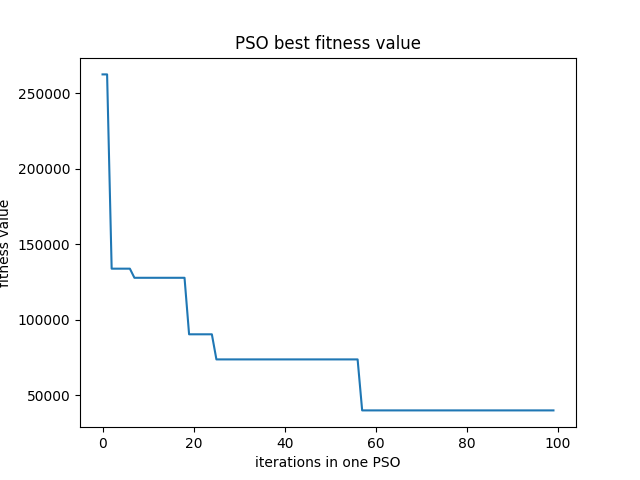 PSO best fitness value
250000
200000
150000
100000
50000
fitness value
0 20 40 60 80 100
iterations in one PSO